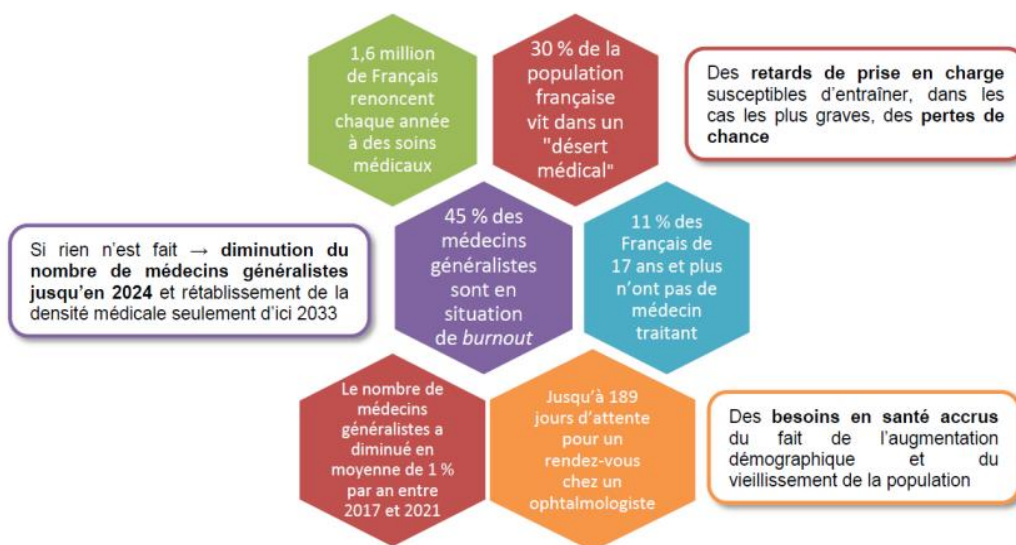 1,6 million
de Français
renoncent
chaque année
à des soins
médicaux
30 % de la
population
française
vit dans un
"désert
médical"
Des retards de prise en charge
susceptibles d'entraîner, dans les
cas les plus graves, des pertes de
chance
Si rien n'est fait → diminution du
nombre de médecins généralistes
jusqu'en 2024 et rétablissement de la
densité médicale seulement d'ici 2033
45 % des
médecins
généralistes
sont en
situation
de burnout
11 % des
Français de
17 ans et plus
n'ont pas de
médecin
traitant
Le nombre de
médecins
généralistes a
diminué en
moyenne de 1 %
par an entre
2017 et 2021
Jusqu'à 189
jours d'attente
pour un
rendez-vous
chez un
ophtalmologiste
Des besoins en santé accrus
du fait de l'augmentation
démographique et du
vieillissement de la population